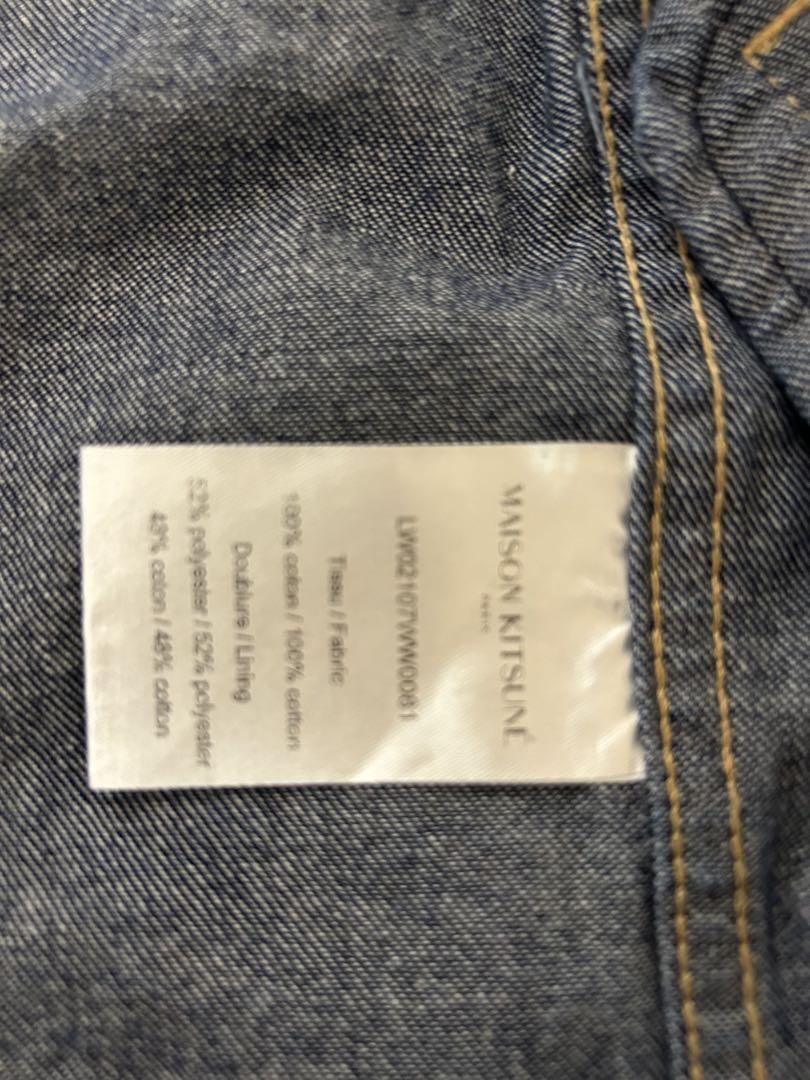 MAISON KITSUNÉ
PARIS
LW02107WW0081
Tissu / Fabric
100% coton / 100% cotton
Doublure / Lining
52% polyester / 52% polyester
48% coton / 48% cotton